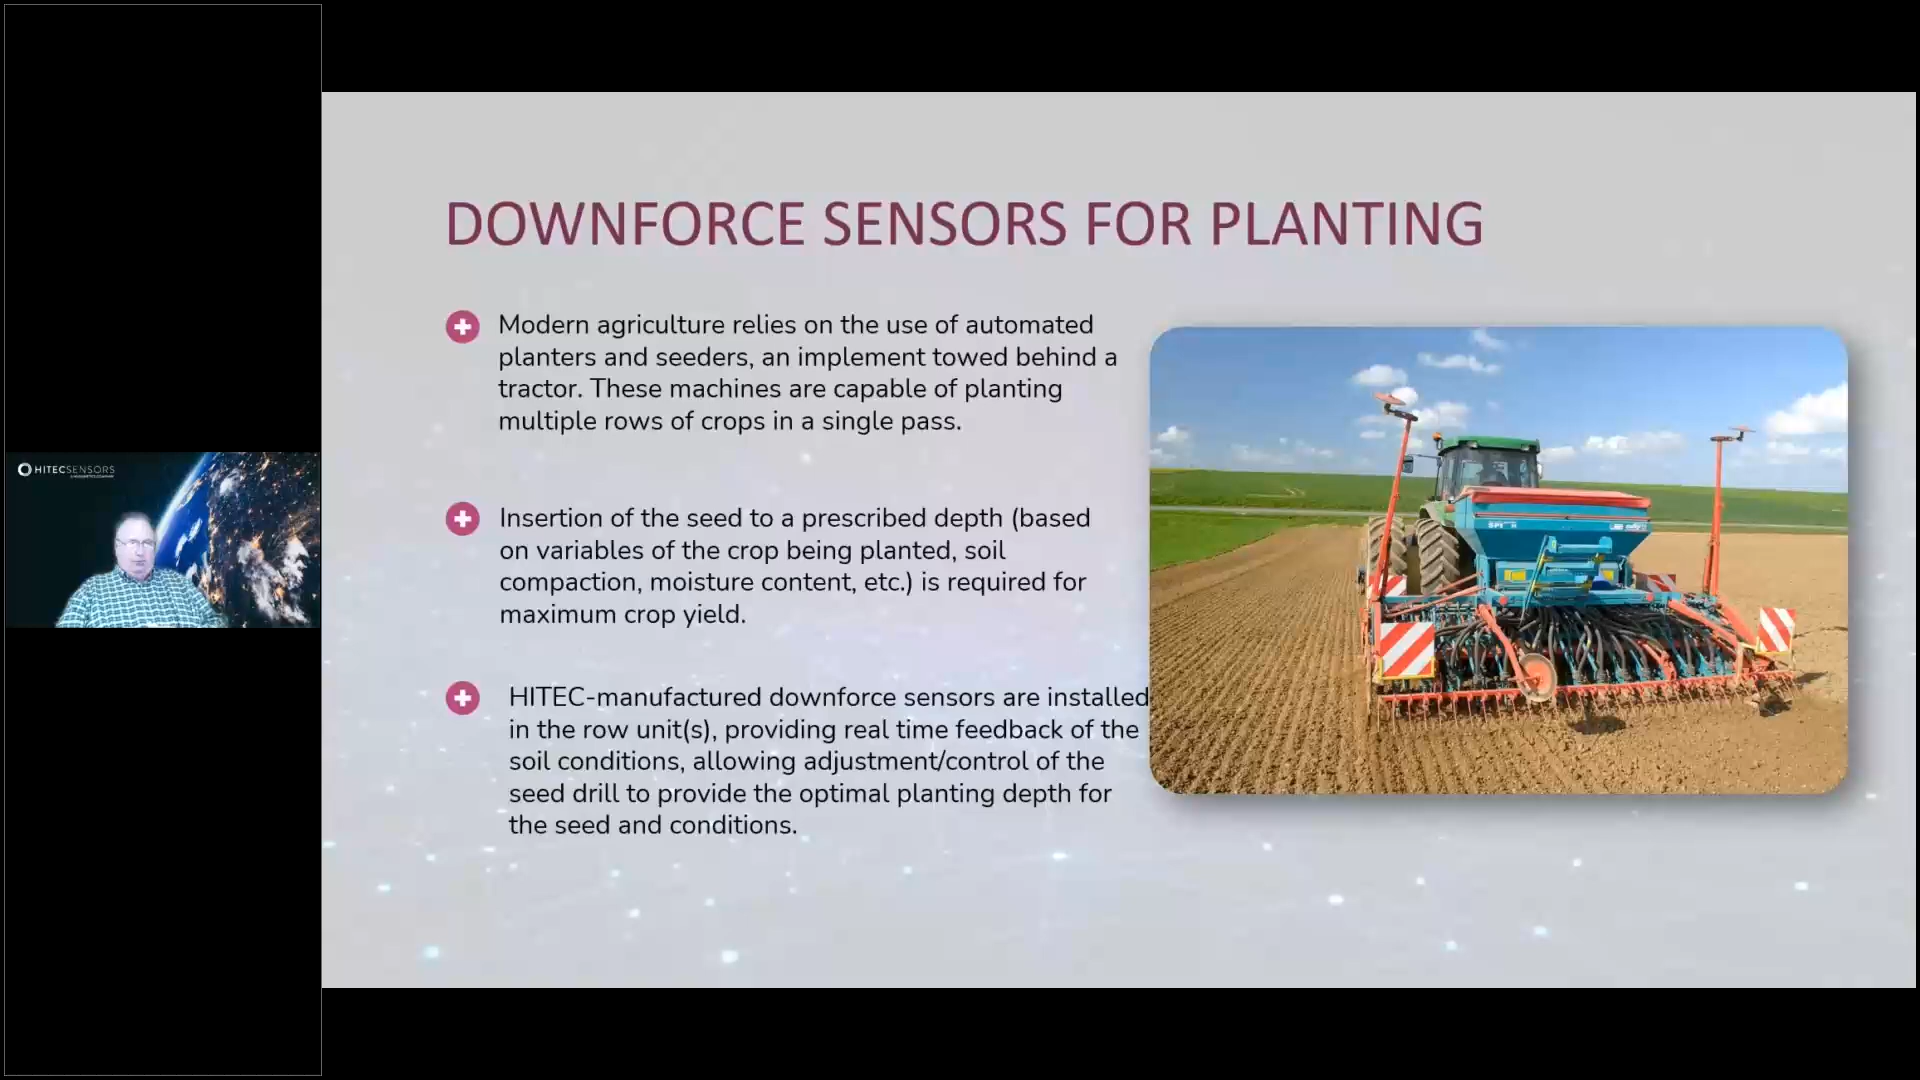 HITECSENSORS
DOWNFORCE SENSORS FOR PLANTING
Modern agriculture relies on the use of automated
planters and seeders, an implement towed behind a
tractor. These machines are capable of planting
multiple rows of crops in a single pass.
Insertion of the seed to a prescribed depth (based
on variables of the crop being planted, soil
compaction, moisture content, etc.) is required for
maximum crop yield.
HITEC-manufactured downforce sensors are installed
in the row unit(s), providing real time feedback of the
soil conditions, allowing adjustment/control of the
seed drill to provide the optimal planting depth for
the seed and conditions.